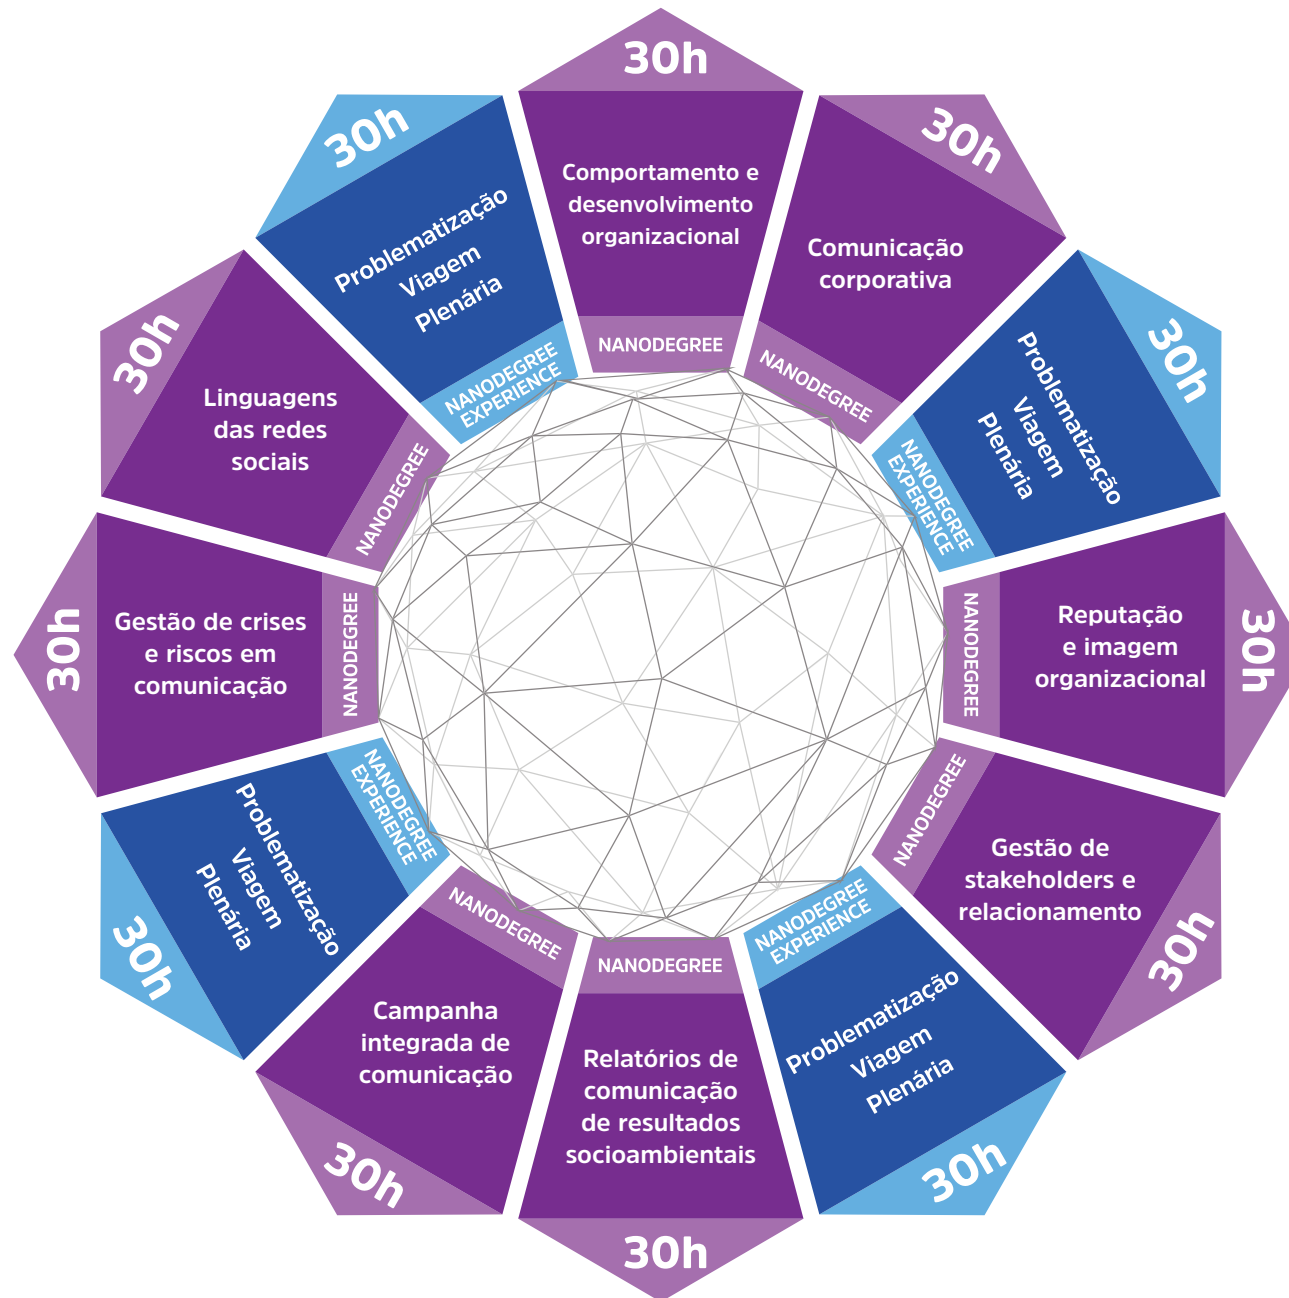 30h
Comportamento e
desenvolvimento
organizacional
NANODEGREE
30h
Comunicação
corporativa
NANODEGREE
30h
Problematização
Viagem
Plenária
NANODEGREE
EXPERIENCE
30h
Reputação
e imagem
organizacional
NANODEGREE
30h
Gestão de
stakeholders e
relacionamento
NANODEGREE
30h
Problematização
Viagem
Plenária
NANODEGREE
EXPERIENCE
30h
Relatórios de
comunicação
de resultados
socioambientais
NANODEGREE
30h
Campanha
integrada de
comunicação
NANODEGREE
30h
Problematização
Viagem
Plenária
NANODEGREE
EXPERIENCE
30h
Gestão de crises
e riscos em
comunicação
NANODEGREE
30h
Linguagens
das redes
sociais
NANODEGREE
30h
Problematização
Viagem
Plenária
NANODEGREE
EXPERIENCE